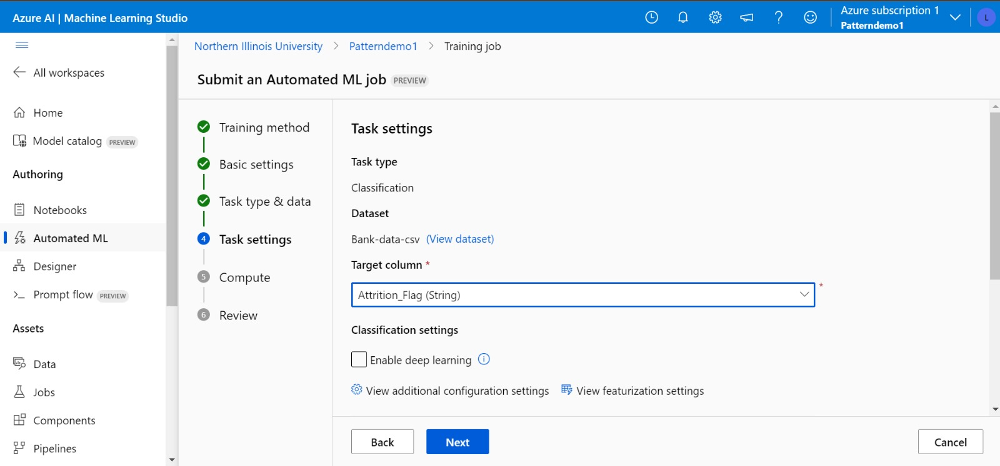 Azure AI | Machine Learning Studio
Azure subscription 1
Patterndemo1
L
All workspaces
Home
Model catalog PREVIEW
Authoring
Notebooks
Automated ML
Designer
Prompt flow PREVIEW
Assets
Data
Jobs
Components
Pipelines
Northern Illinois University > Patterndemo1 > Training job
Submit an Automated ML job PREVIEW
Training method
Basic settings
Task type & data
4 Task settings
5 Compute
6 Review
Task settings
Task type
Classification
Dataset
Bank-data-csv (View dataset)
Target column *
Attrition_Flag (String) *
Classification settings
Enable deep learning
View additional configuration settings View featurization settings
Back Next Cancel